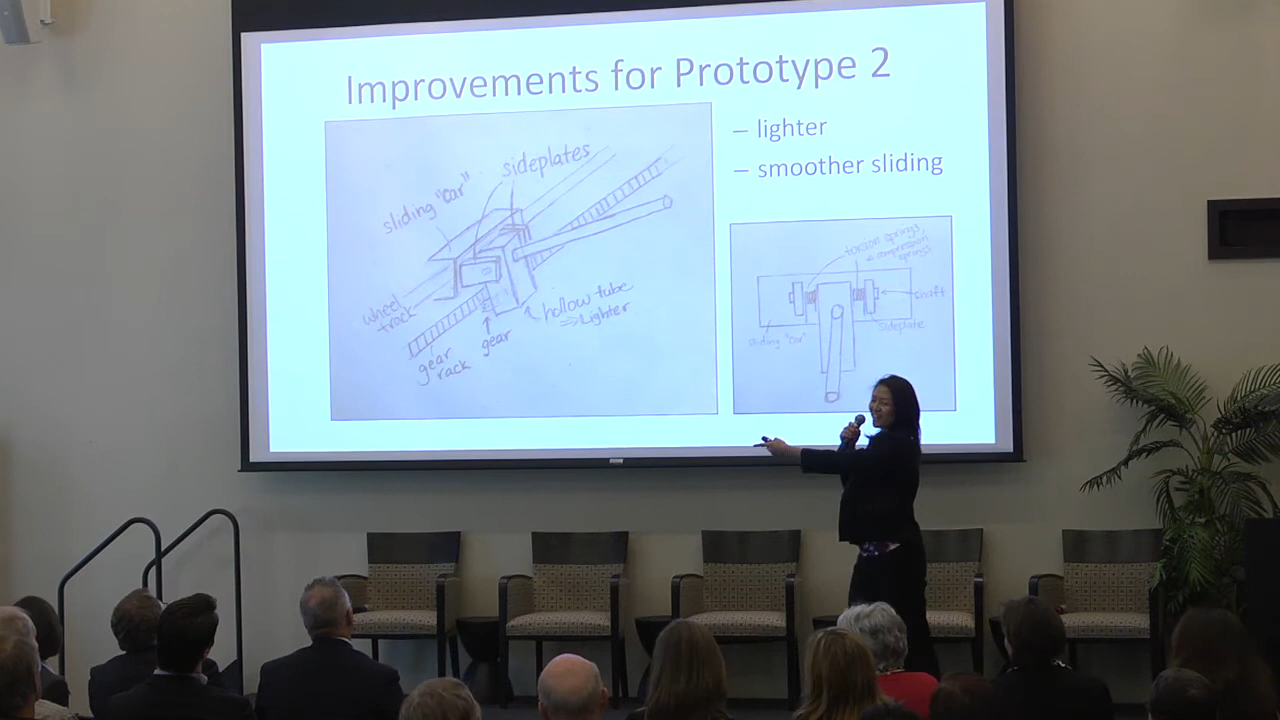 Improvements for Prototype 2
– lighter
– smoother sliding
sideplates
sliding "car"
wheel
track
gear
rack
gear
hollow tube
⇒ Lighter
torsion springs,
compression
springs
shaft
sideplate
sliding "car"